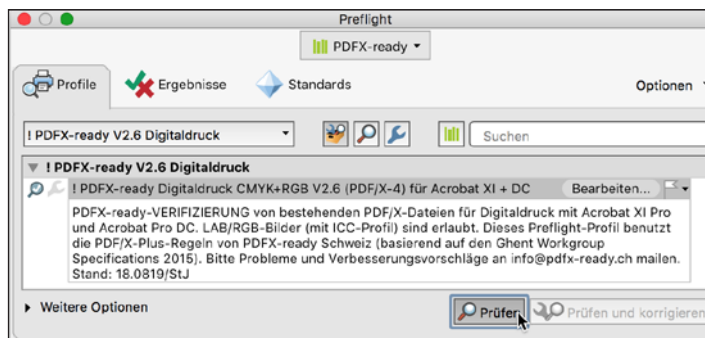 Preflight
PDFX-ready
Profile Ergebnisse Standards Optionen
! PDFX-ready V2.6 Digitaldruck Suchen
! PDFX-ready V2.6 Digitaldruck
! PDFX-ready Digitaldruck CMYK+RGB V2.6 (PDF/X-4) für Acrobat XI + DC Bearbeiten...
PDFX-ready-VERIFIZIERUNG von bestehenden PDF/X-Dateien für Digitaldruck mit Acrobat XI Pro
und Acrobat Pro DC. LAB/RGB-Bilder (mit ICC-Profil) sind erlaubt. Dieses Preflight-Profil benutzt
die PDF/X-Plus-Regeln von PDFX-ready Schweiz (basierend auf den Ghent Workgroup
Specifications 2015). Bitte Probleme und Verbesserungsvorschläge an info@pdfx-ready.ch mailen.
Stand: 18.0819/StJ
Weitere Optionen Prüfen Prüfen und korrigieren